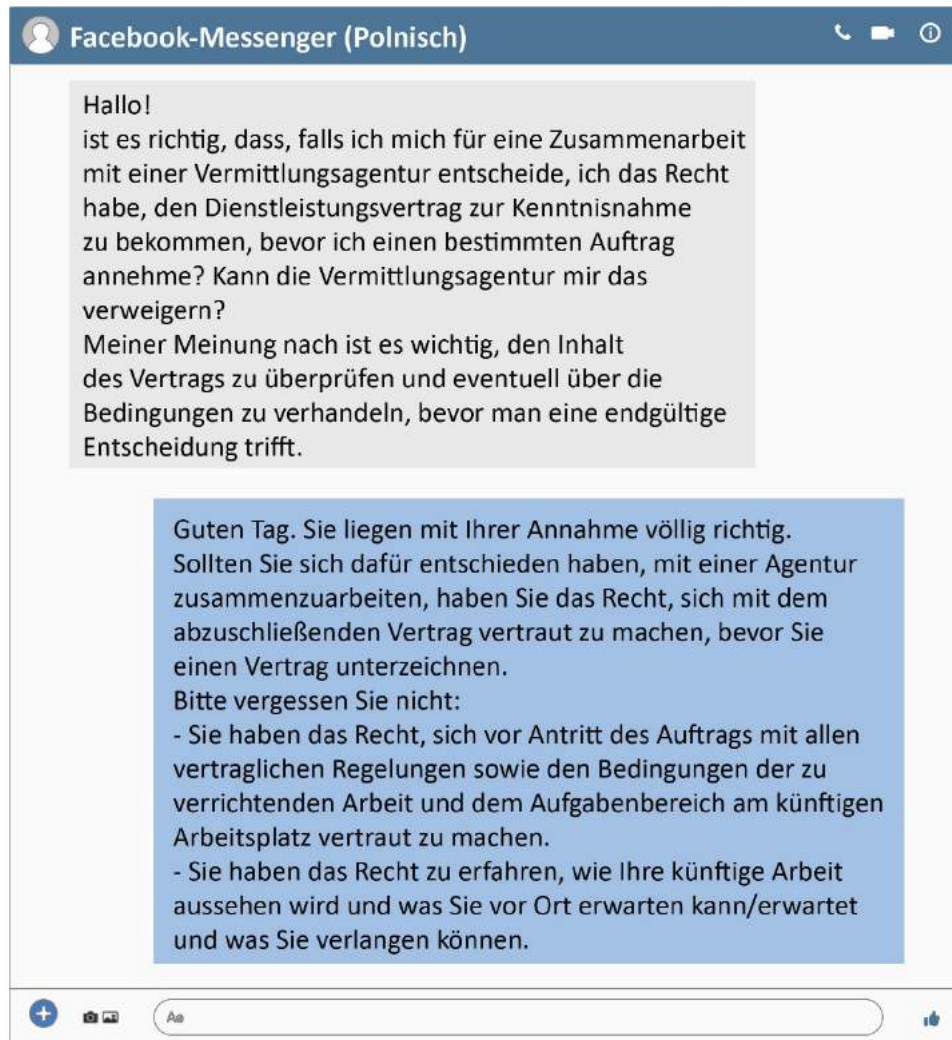 Facebook-Messenger (Polnisch)
Hallo!
ist es richtig, dass, falls ich mich für eine Zusammenarbeit
mit einer Vermittlungsagentur entscheide, ich das Recht
habe, den Dienstleistungsvertrag zur Kenntnisnahme
zu bekommen, bevor ich einen bestimmten Auftrag
annehme? Kann die Vermittlungsagentur mir das
verweigern?
Meiner Meinung nach ist es wichtig, den Inhalt
des Vertrags zu überprüfen und eventuell über die
Bedingungen zu verhandeln, bevor man eine endgültige
Entscheidung trifft.
Guten Tag. Sie liegen mit Ihrer Annahme völlig richtig.
Sollten Sie sich dafür entschieden haben, mit einer Agentur
zusammenzuarbeiten, haben Sie das Recht, sich mit dem
abzuschließenden Vertrag vertraut zu machen, bevor Sie
einen Vertrag unterzeichnen.
Bitte vergessen Sie nicht:
- Sie haben das Recht, sich vor Antritt des Auftrags mit allen
vertraglichen Regelungen sowie den Bedingungen der zu
verrichtenden Arbeit und dem Aufgabenbereich am künftigen
Arbeitsplatz vertraut zu machen.
- Sie haben das Recht zu erfahren, wie Ihre künftige Arbeit
aussehen wird und was Sie vor Ort erwarten kann/erwartet
und was Sie verlangen können.
Aa